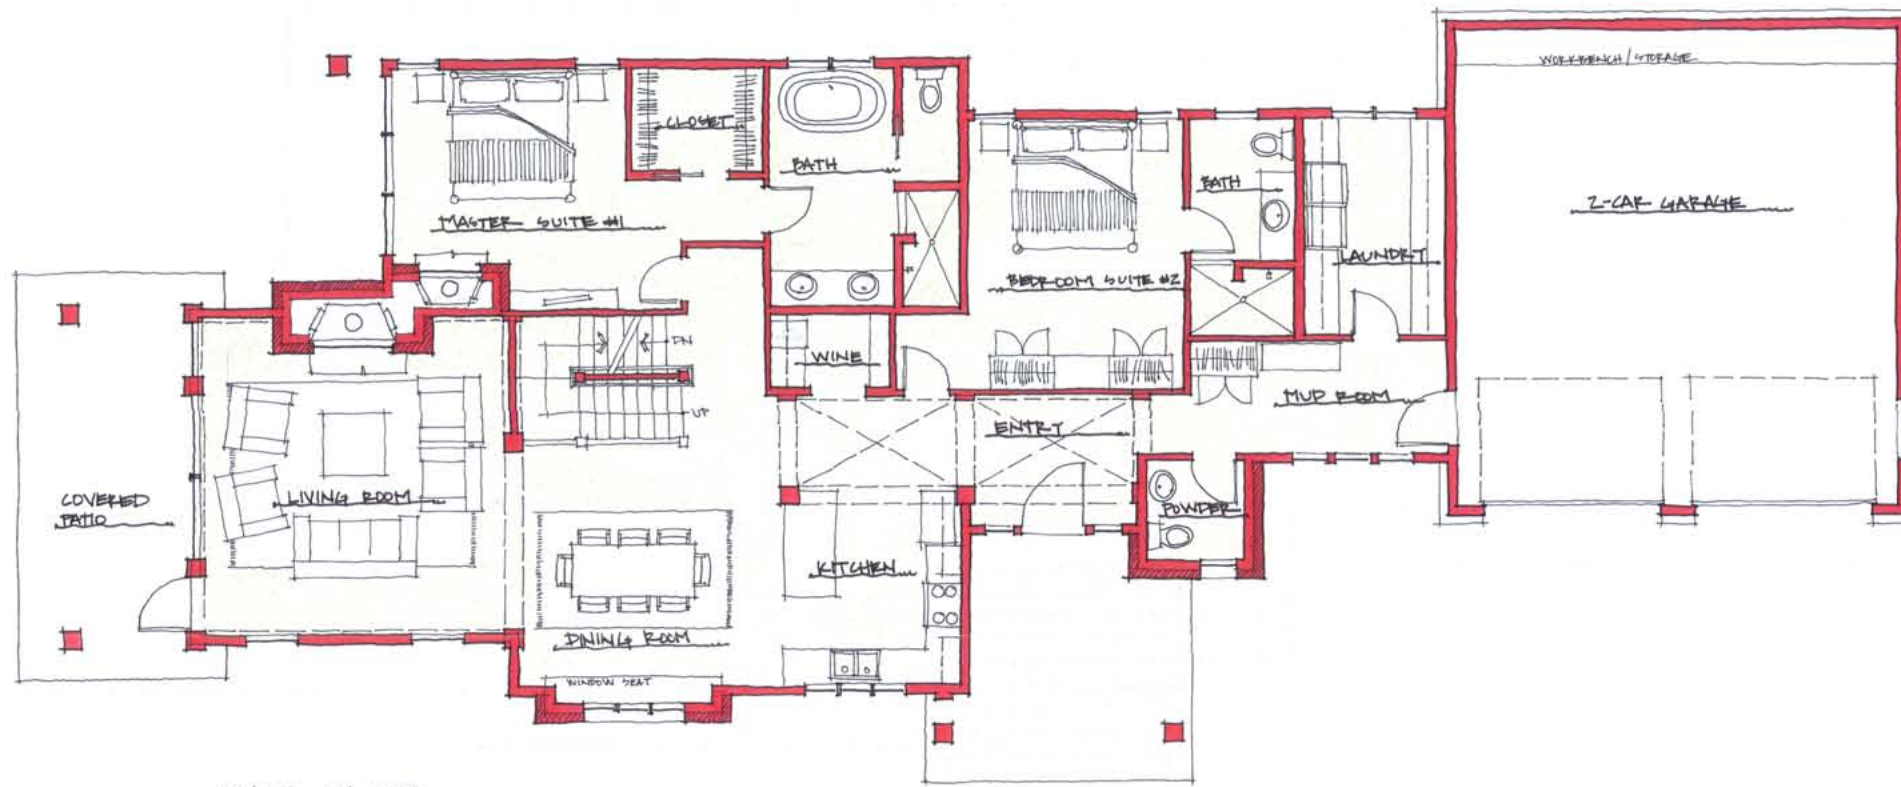 WORKBENCH/STORAGE
CLOSET
BATH
MASTER SUITE #1
BATH
2-CAR GARAGE
LAUNDRY
BEDROOM SUITE #2
DN
WINE
UP
MUD ROOM
ENTRY
LIVING ROOM
COVERED
PATIO
POWDER
KITCHEN
DINING ROOM
WINDOW SEAT